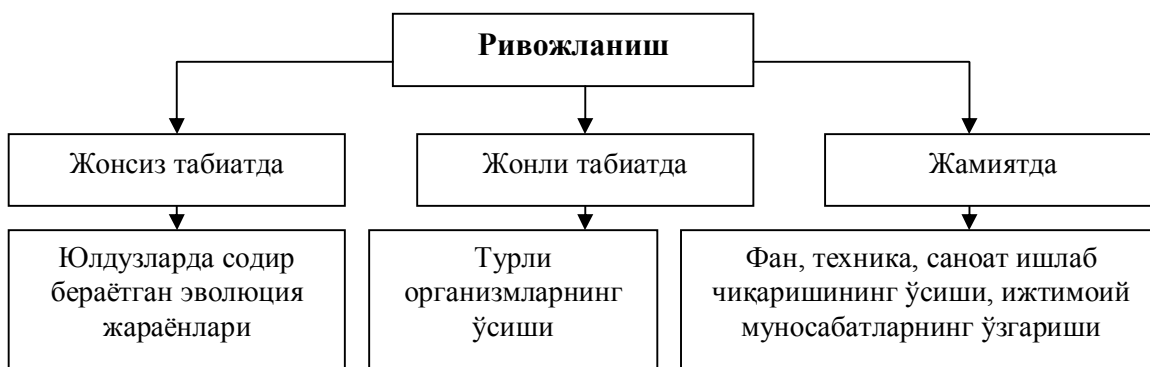 Ривожланиш
Жонсиз табиатда
Жонли табиатда
Жамиятда
Юлдузларда содир
бераётган эволюция
жараёнлари
Турли
организмларнинг
ўсиши
Фан, техника, саноат ишлаб
чиқаришининг ўсиши, ижтимоий
муносабатларнинг ўзгариши